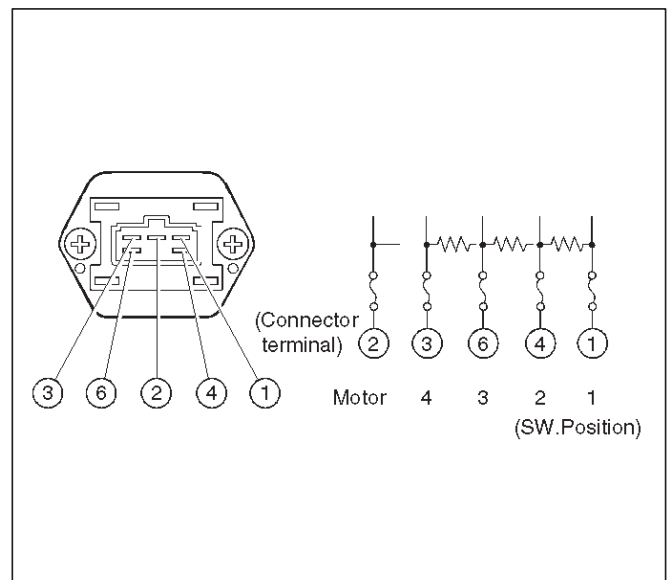 (Connector
terminal) ② ③ ⑥ ④ ①
③ ⑥ ② ④ ①
Motor 4 3 2 1
(SW.Position)